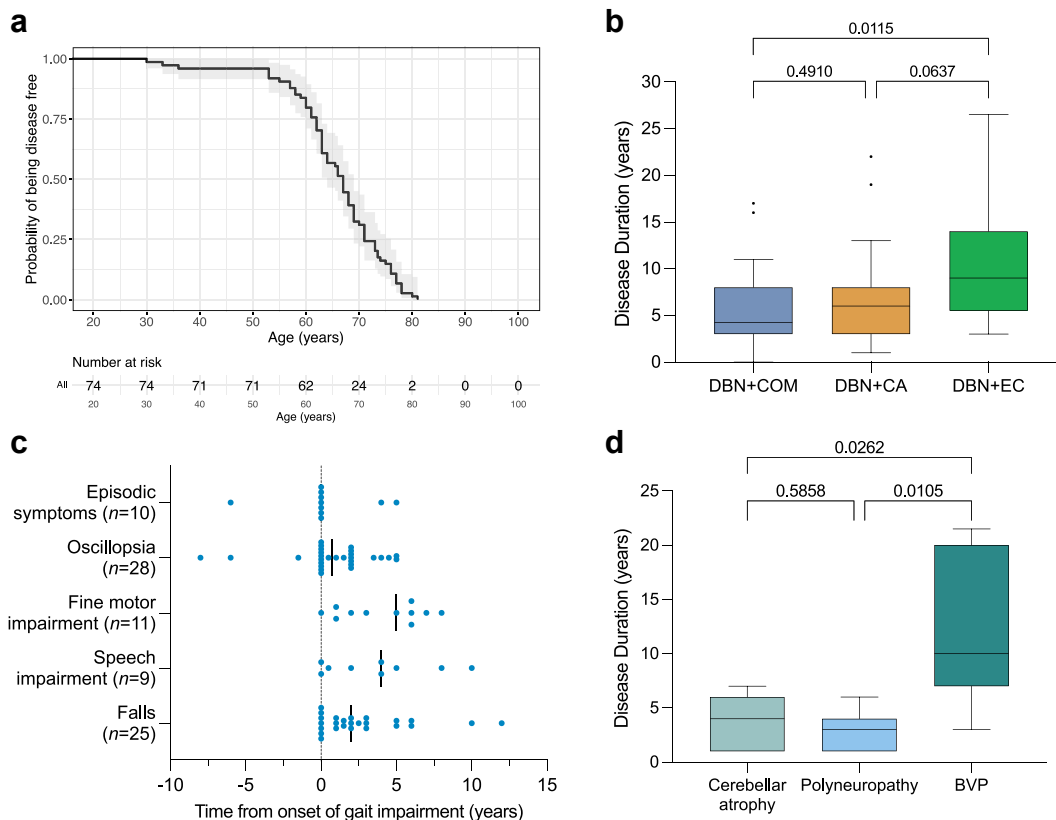 a
Probability of being disease free
1.00
0.75
0.50
0.25
0.00
20 30 40 50 60 70 80 90 100
Age (years)
Number at risk
All 74 74 71 71 62 24 2 0 0
20 30 40 50 60 70 80 90 100
Age (years)
b
0.0115
0.4910 0.0637
Disease Duration (years)
30
25
20
15
10
5
0
DBN+COM DBN+CA DBN+EC
c
Episodic
symptoms (n=10)
Oscillopsia
(n=28)
Fine motor
impairment (n=11)
Speech
impairment (n=9)
Falls
(n=25)
-10 -5 0 5 10 15
Time from onset of gait impairment (years)
d
0.0262
0.5858 0.0105
Disease Duration (years)
25
20
15
10
5
0
Cerebellar
atrophy
Polyneuropathy
BVP